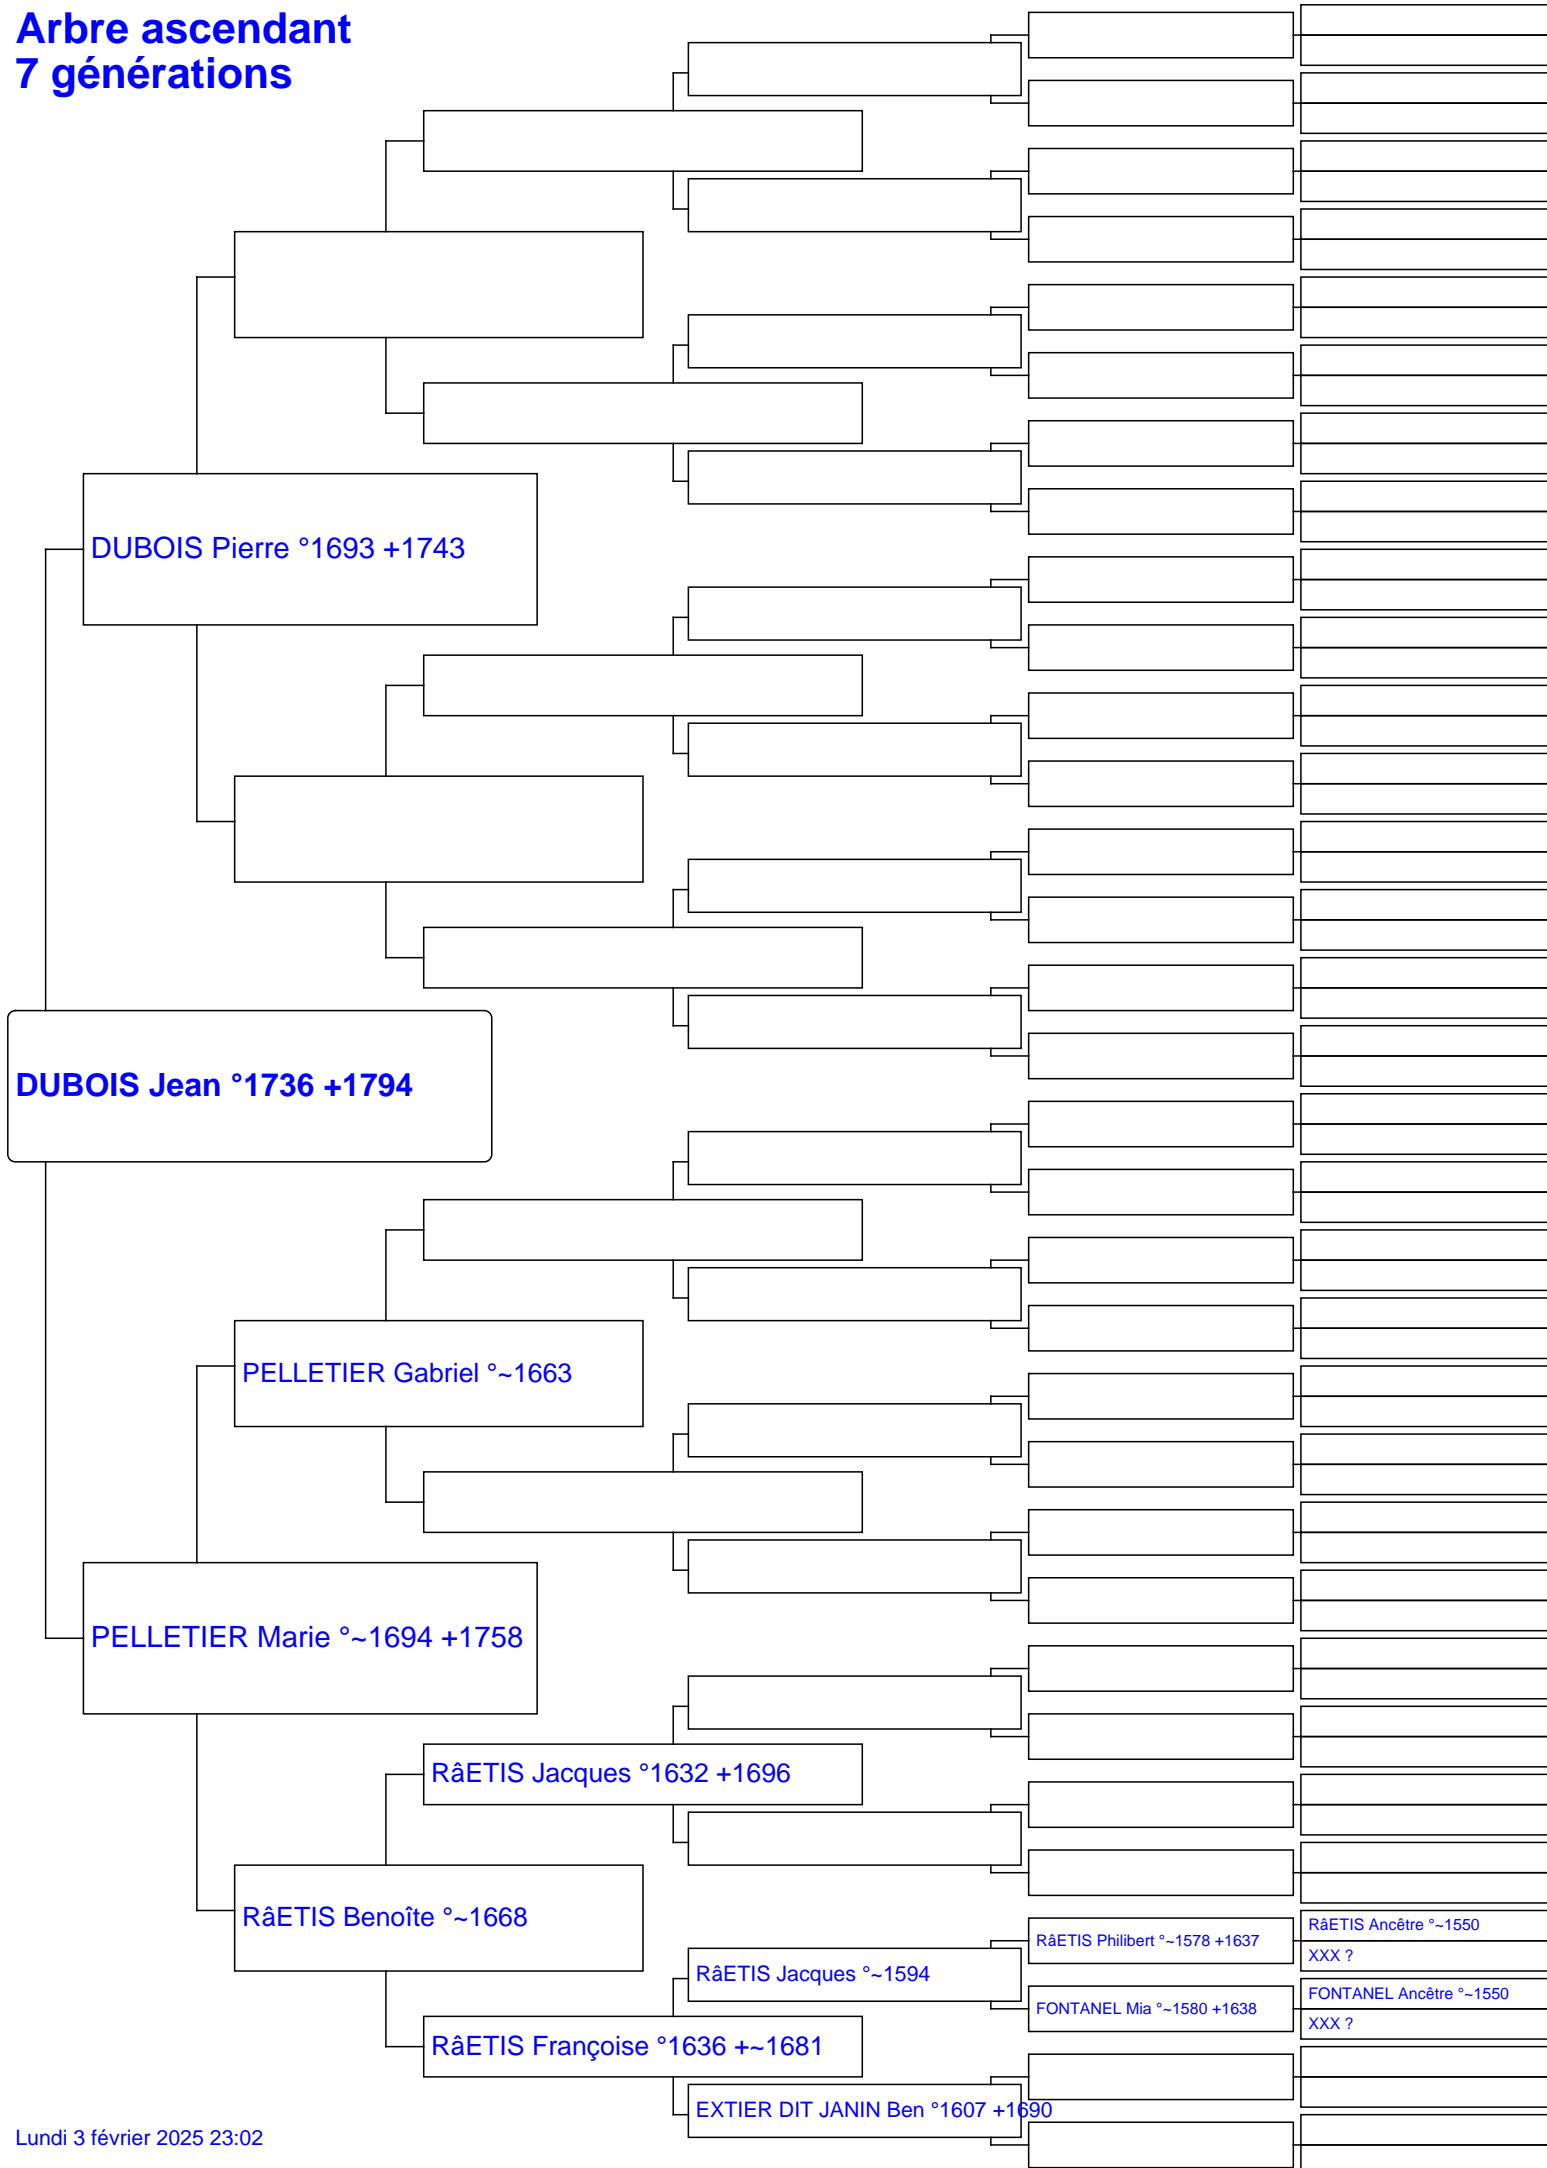 Arbre ascendant
7 générations
DUBOIS Pierre °1693 +1743
DUBOIS Jean °1736 +1794
PELLETIER Gabriel °~1663
PELLETIER Marie °~1694 +1758
RâETIS Jacques °1632 +1696
RâETIS Benoîte °~1668
RâETIS Ancêtre °~1550
RâETIS Philibert °~1578 +1637
XXX ?
RâETIS Jacques °~1594
FONTANEL Ancêtre °~1550
FONTANEL Mia °~1580 +1638
XXX ?
RâETIS Françoise °1636 +~1681
EXTIER DIT JANIN Ben °1607 +1690
Lundi 3 février 2025 23:02